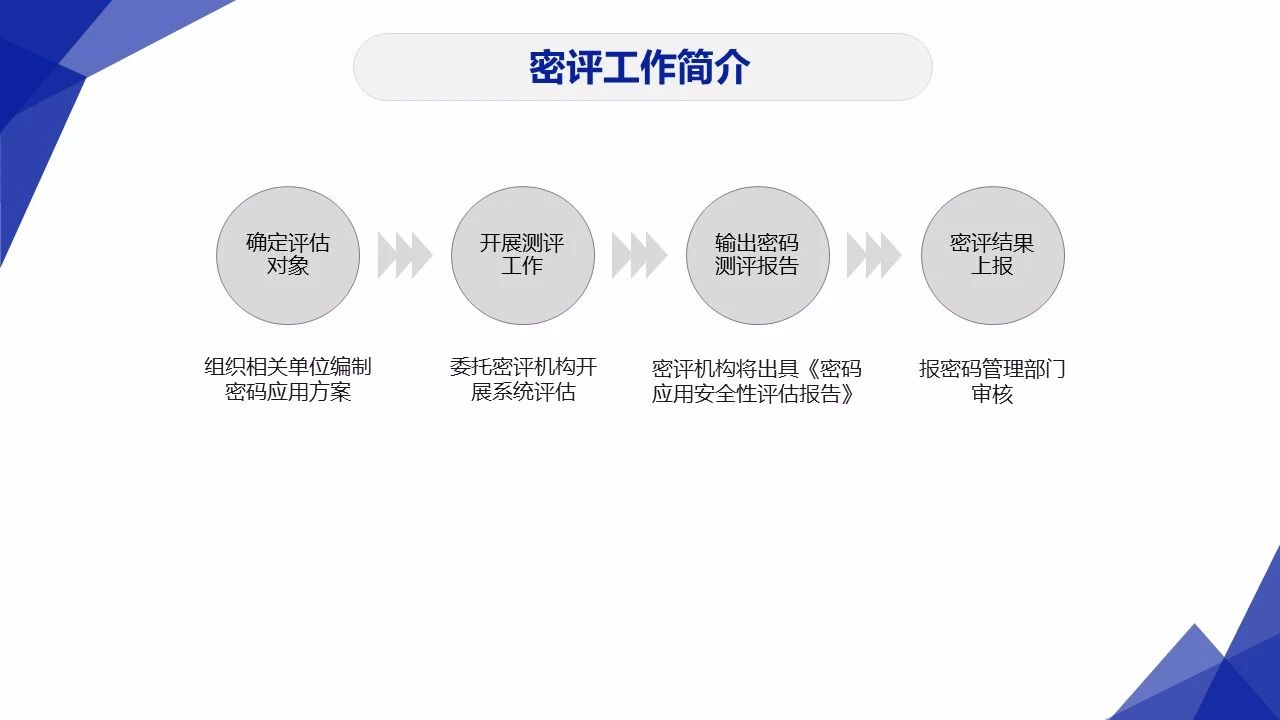 密评工作简介
确定评估
对象
开展测评
工作
输出密码
测评报告
密评结果
上报
组织相关单位编制
密码应用方案
委托密评机构开
展系统评估
密评机构将出具《密码
应用安全性评估报告》
报密码管理部门
审核